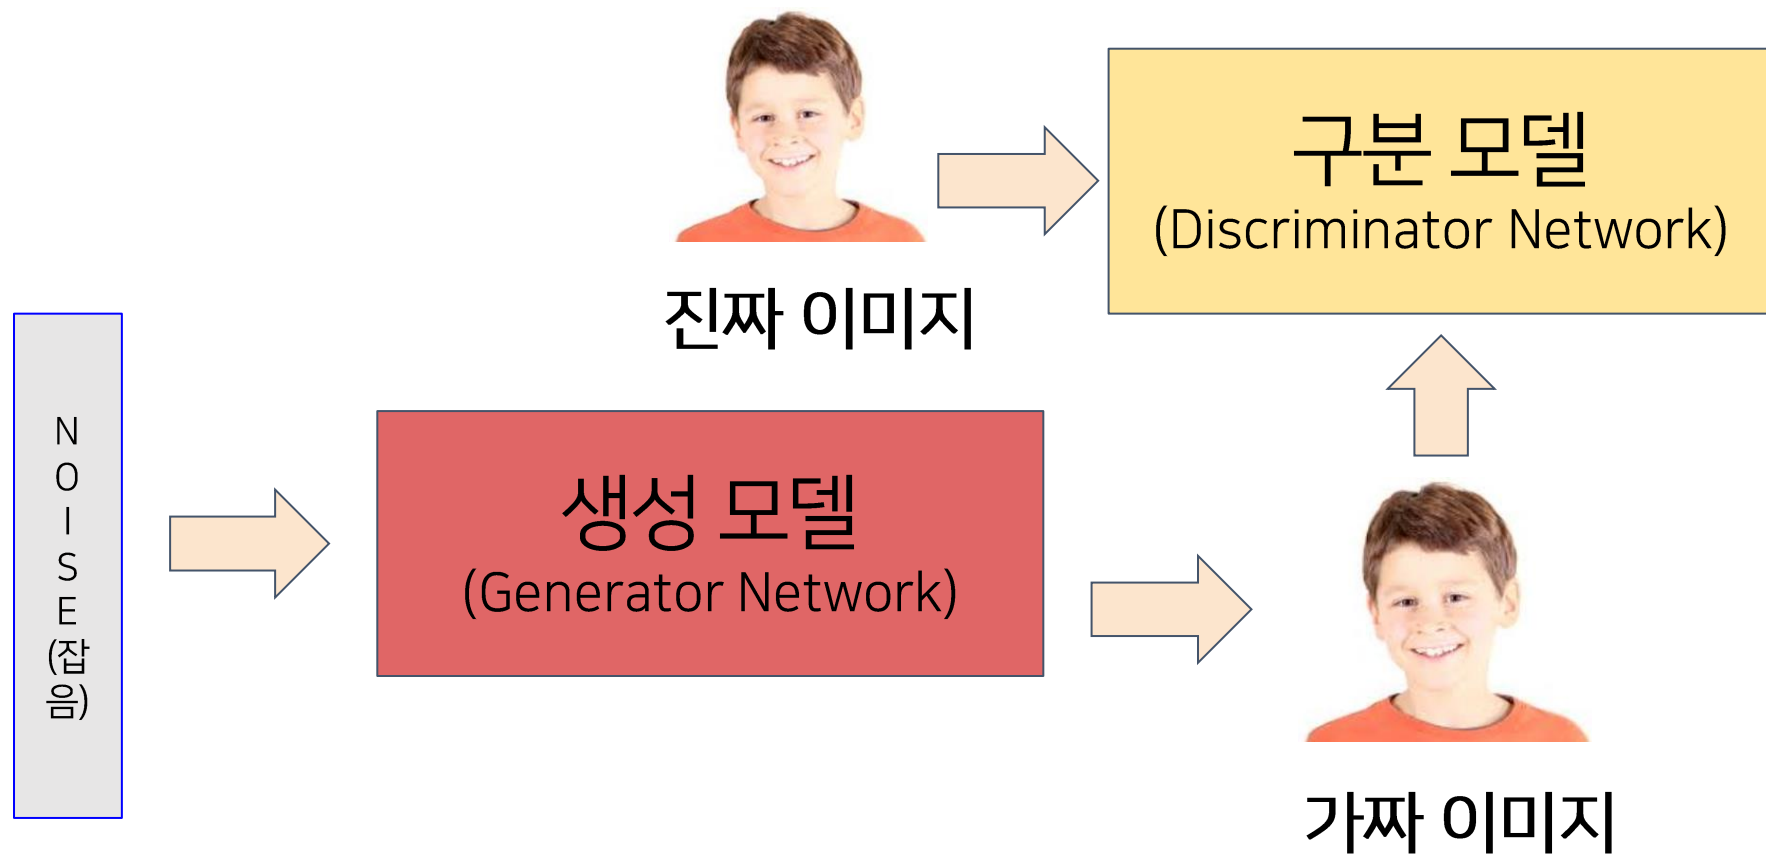 구분 모델
(Discriminator Network)
진짜 이미지
N
O
I
S
E
(잡
음)
생성 모델
(Generator Network)
가짜 이미지